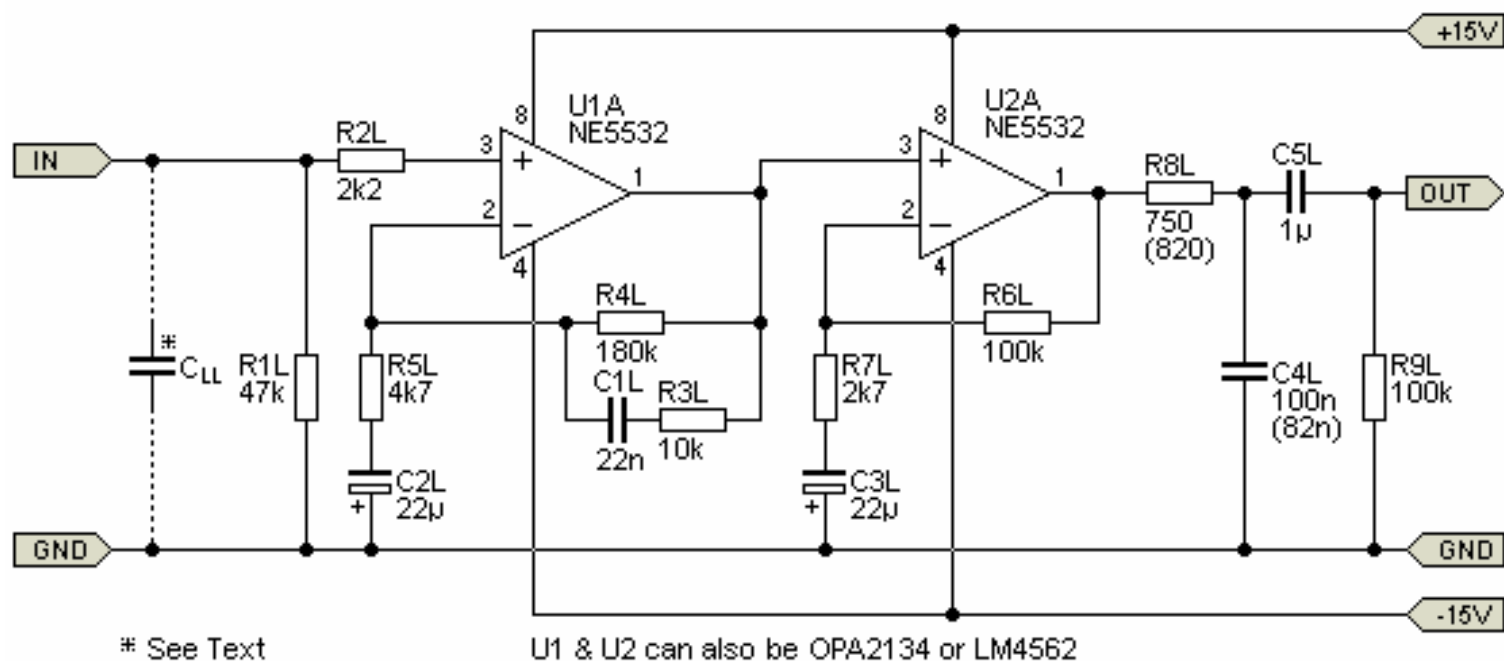 +15V
U1A
NE5532
U2A
NE5532
IN
R2L
2k2
8
3
+
2
−
1
4
8
3
+
2
−
1
4
R8L
750
(820)
C5L
1µ
OUT
*
CLL
R1L
47k
R5L
4k7
R4L
180k
C1L
22n
R3L
10k
C2L
+
22µ
R7L
2k7
R6L
100k
C3L
+
22µ
C4L
100n
(82n)
R9L
100k
GND
GND
-15V
* See Text
U1 & U2 can also be OPA2134 or LM4562